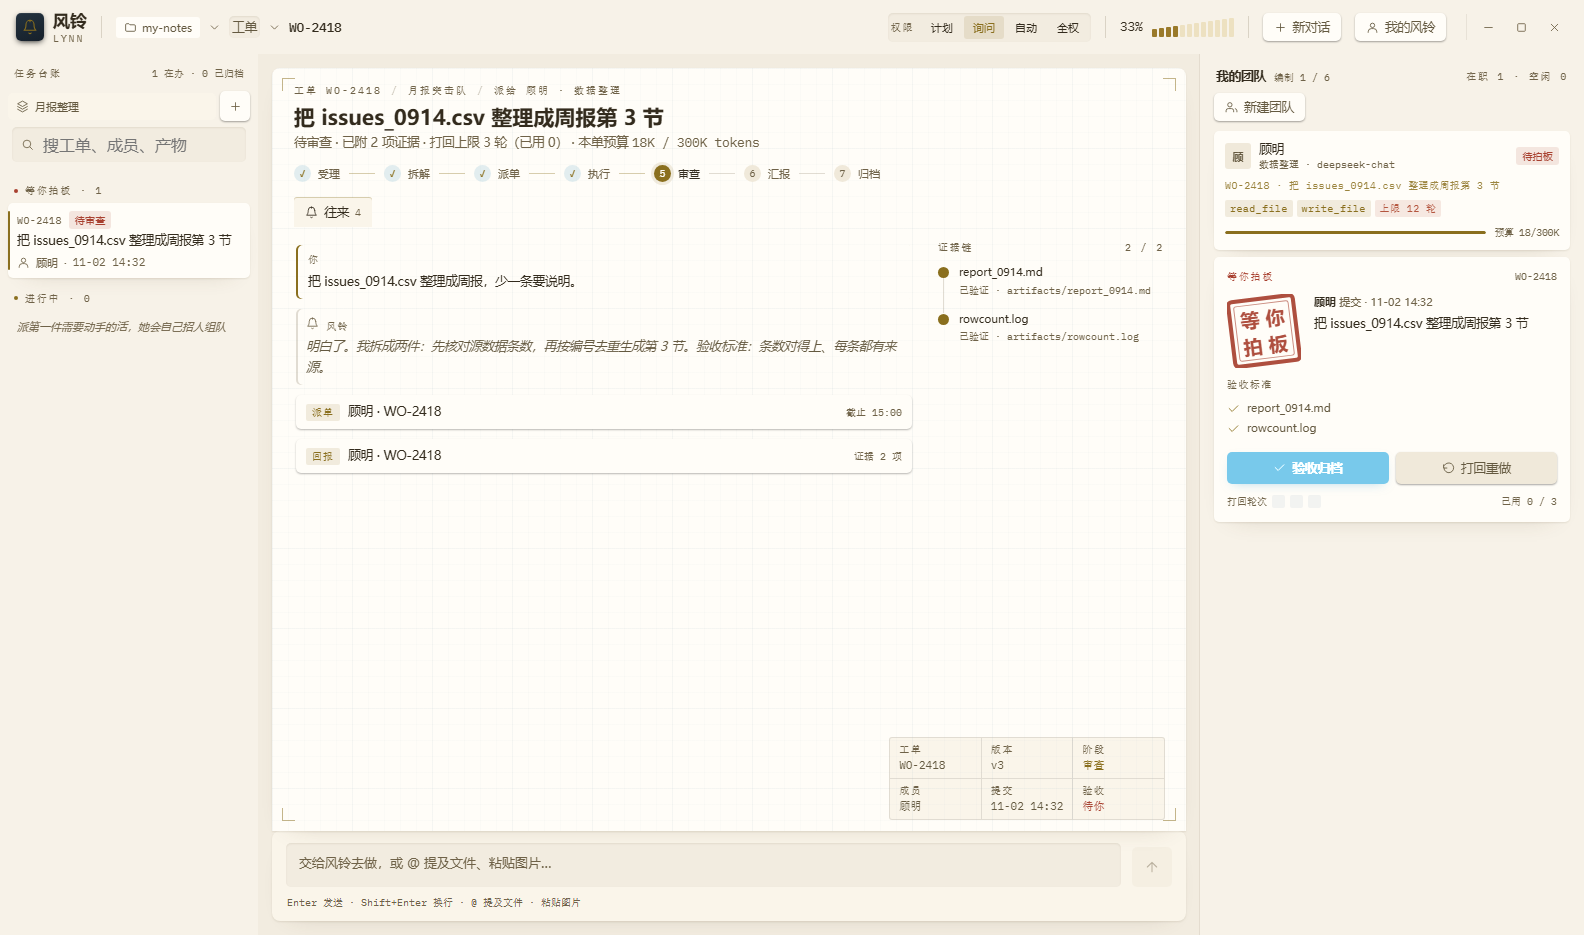 风铃
LYNN
my-notes
工单
WO-2418
权限
计划
询问
自动
全权
33%
新对话
我的风铃
任务台账
1 在办 · 0 已归档
月报整理
搜工单、成员、产物
等你拍板 · 1
WO-2418 待审查
把 issues_0914.csv 整理成周报第 3 节
顾明 · 11-02 14:32
进行中 · 0
派第一件需要动手的活，她会自己招人组队
工单 WO-2418 / 月报突击队 / 派给 顾明 · 数据整理
把 issues_0914.csv 整理成周报第 3 节
待审查 · 已附 2 项证据 · 打回上限 3 轮（已用 0） · 本单预算 18K / 300K tokens
✓ 受理
✓ 拆解
✓ 派单
✓ 执行
5 审查
6 汇报
7 归档
往来 4
你
把 issues_0914.csv 整理成周报，少一条要说明。
风铃
明白了。我拆成两件：先核对源数据条数，再按编号去重生成第 3 节。验收标准：条数对得上、每条都有来
源。
派单 顾明 · WO-2418 截止 15:00
回报 顾明 · WO-2418 证据 2 项
证据链 2 / 2
report_0914.md
已验证 · artifacts/report_0914.md
rowcount.log
已验证 · artifacts/rowcount.log
工单 版本 阶段
WO-2418 v3 审查
成员 提交 验收
顾明 11-02 14:32 待你
交给风铃去做，或 @ 提及文件、粘贴图片...
Enter 发送 · Shift+Enter 换行 · @ 提及文件 · 粘贴图片
我的团队 编制 1 / 6 在职 1 · 空闲 0
新建团队
顾
顾明
数据整理 · deepseek-chat
待拍板
WO-2418 · 把 issues_0914.csv 整理成周报第 3 节
read_file write_file 上限 12 轮
预算 18/300K
等你拍板 WO-2418
等你
拍板
顾明 提交 · 11-02 14:32
把 issues_0914.csv 整理成周报第 3 节
验收标准
report_0914.md
rowcount.log
验收归档
打回重做
打回轮次 已用 0 / 3